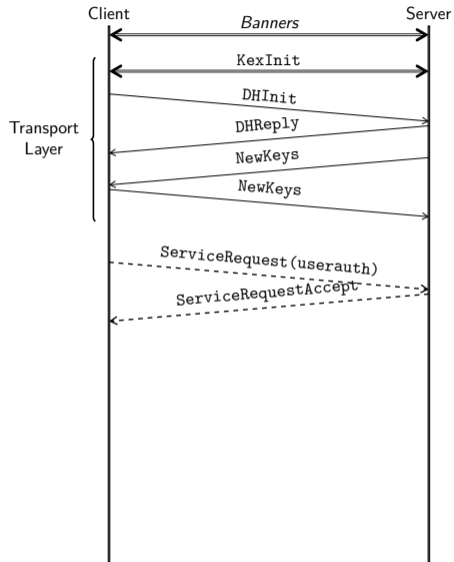 Client
Server
Banners
KexInit
DHInit
DHReply
NewKeys
NewKeys
Transport
Layer
ServiceRequest(userauth)
ServiceRequestAccept